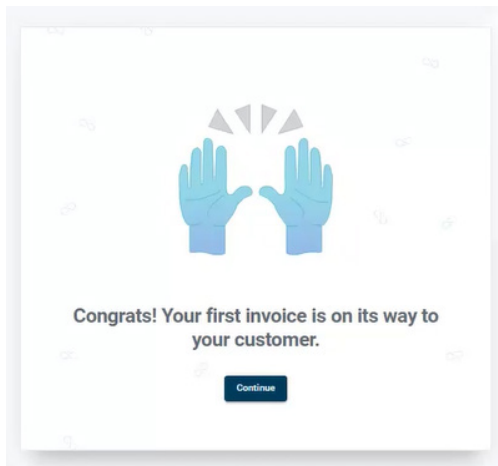 Congrats! Your first invoice is on its way to
your customer.
Continue